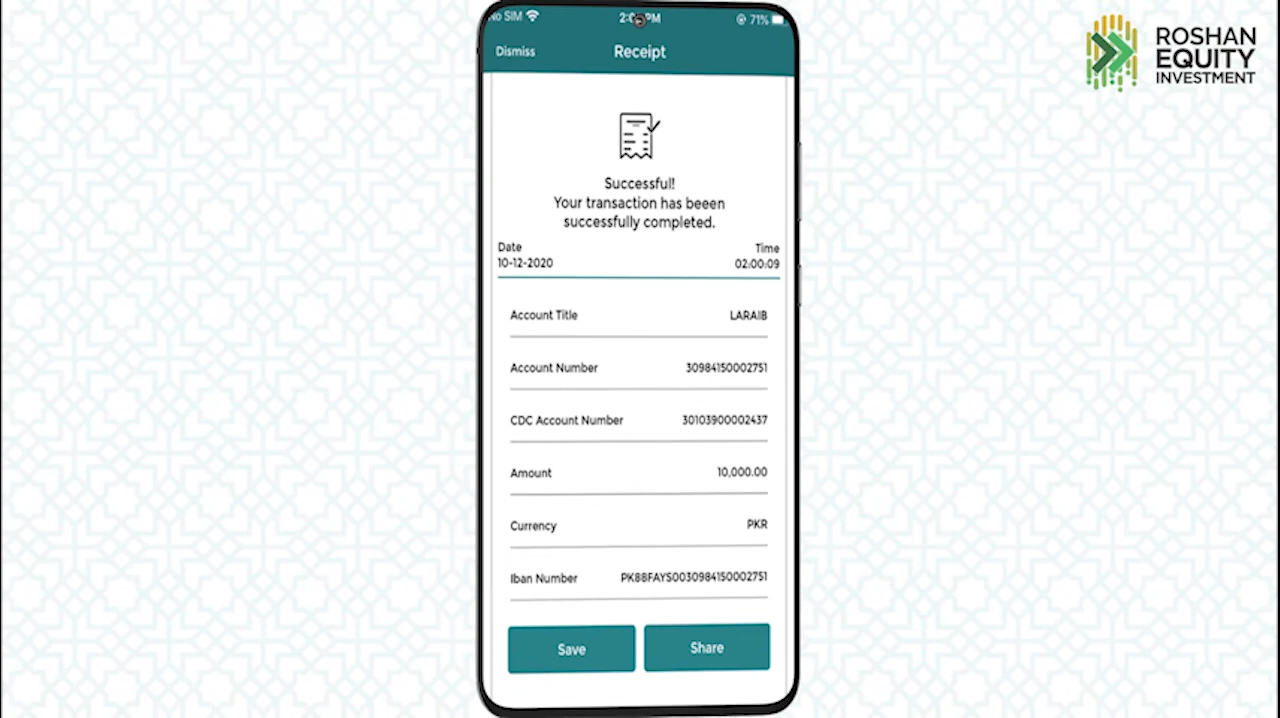 No SIM
71%
Dismiss
Receipt
ROSHAN
EQUITY
INVESTMENT
Successful!
Your transaction has beeen
successfully completed.
Date
Time
10-12-2020
02:00:09
Account Title
LARAIB
Account Number
30984150002751
CDC Account Number
30103900002437
Amount
10,000.00
Currency
PKR
Iban Number
PK88FAYS0030984150002751
Save
Share